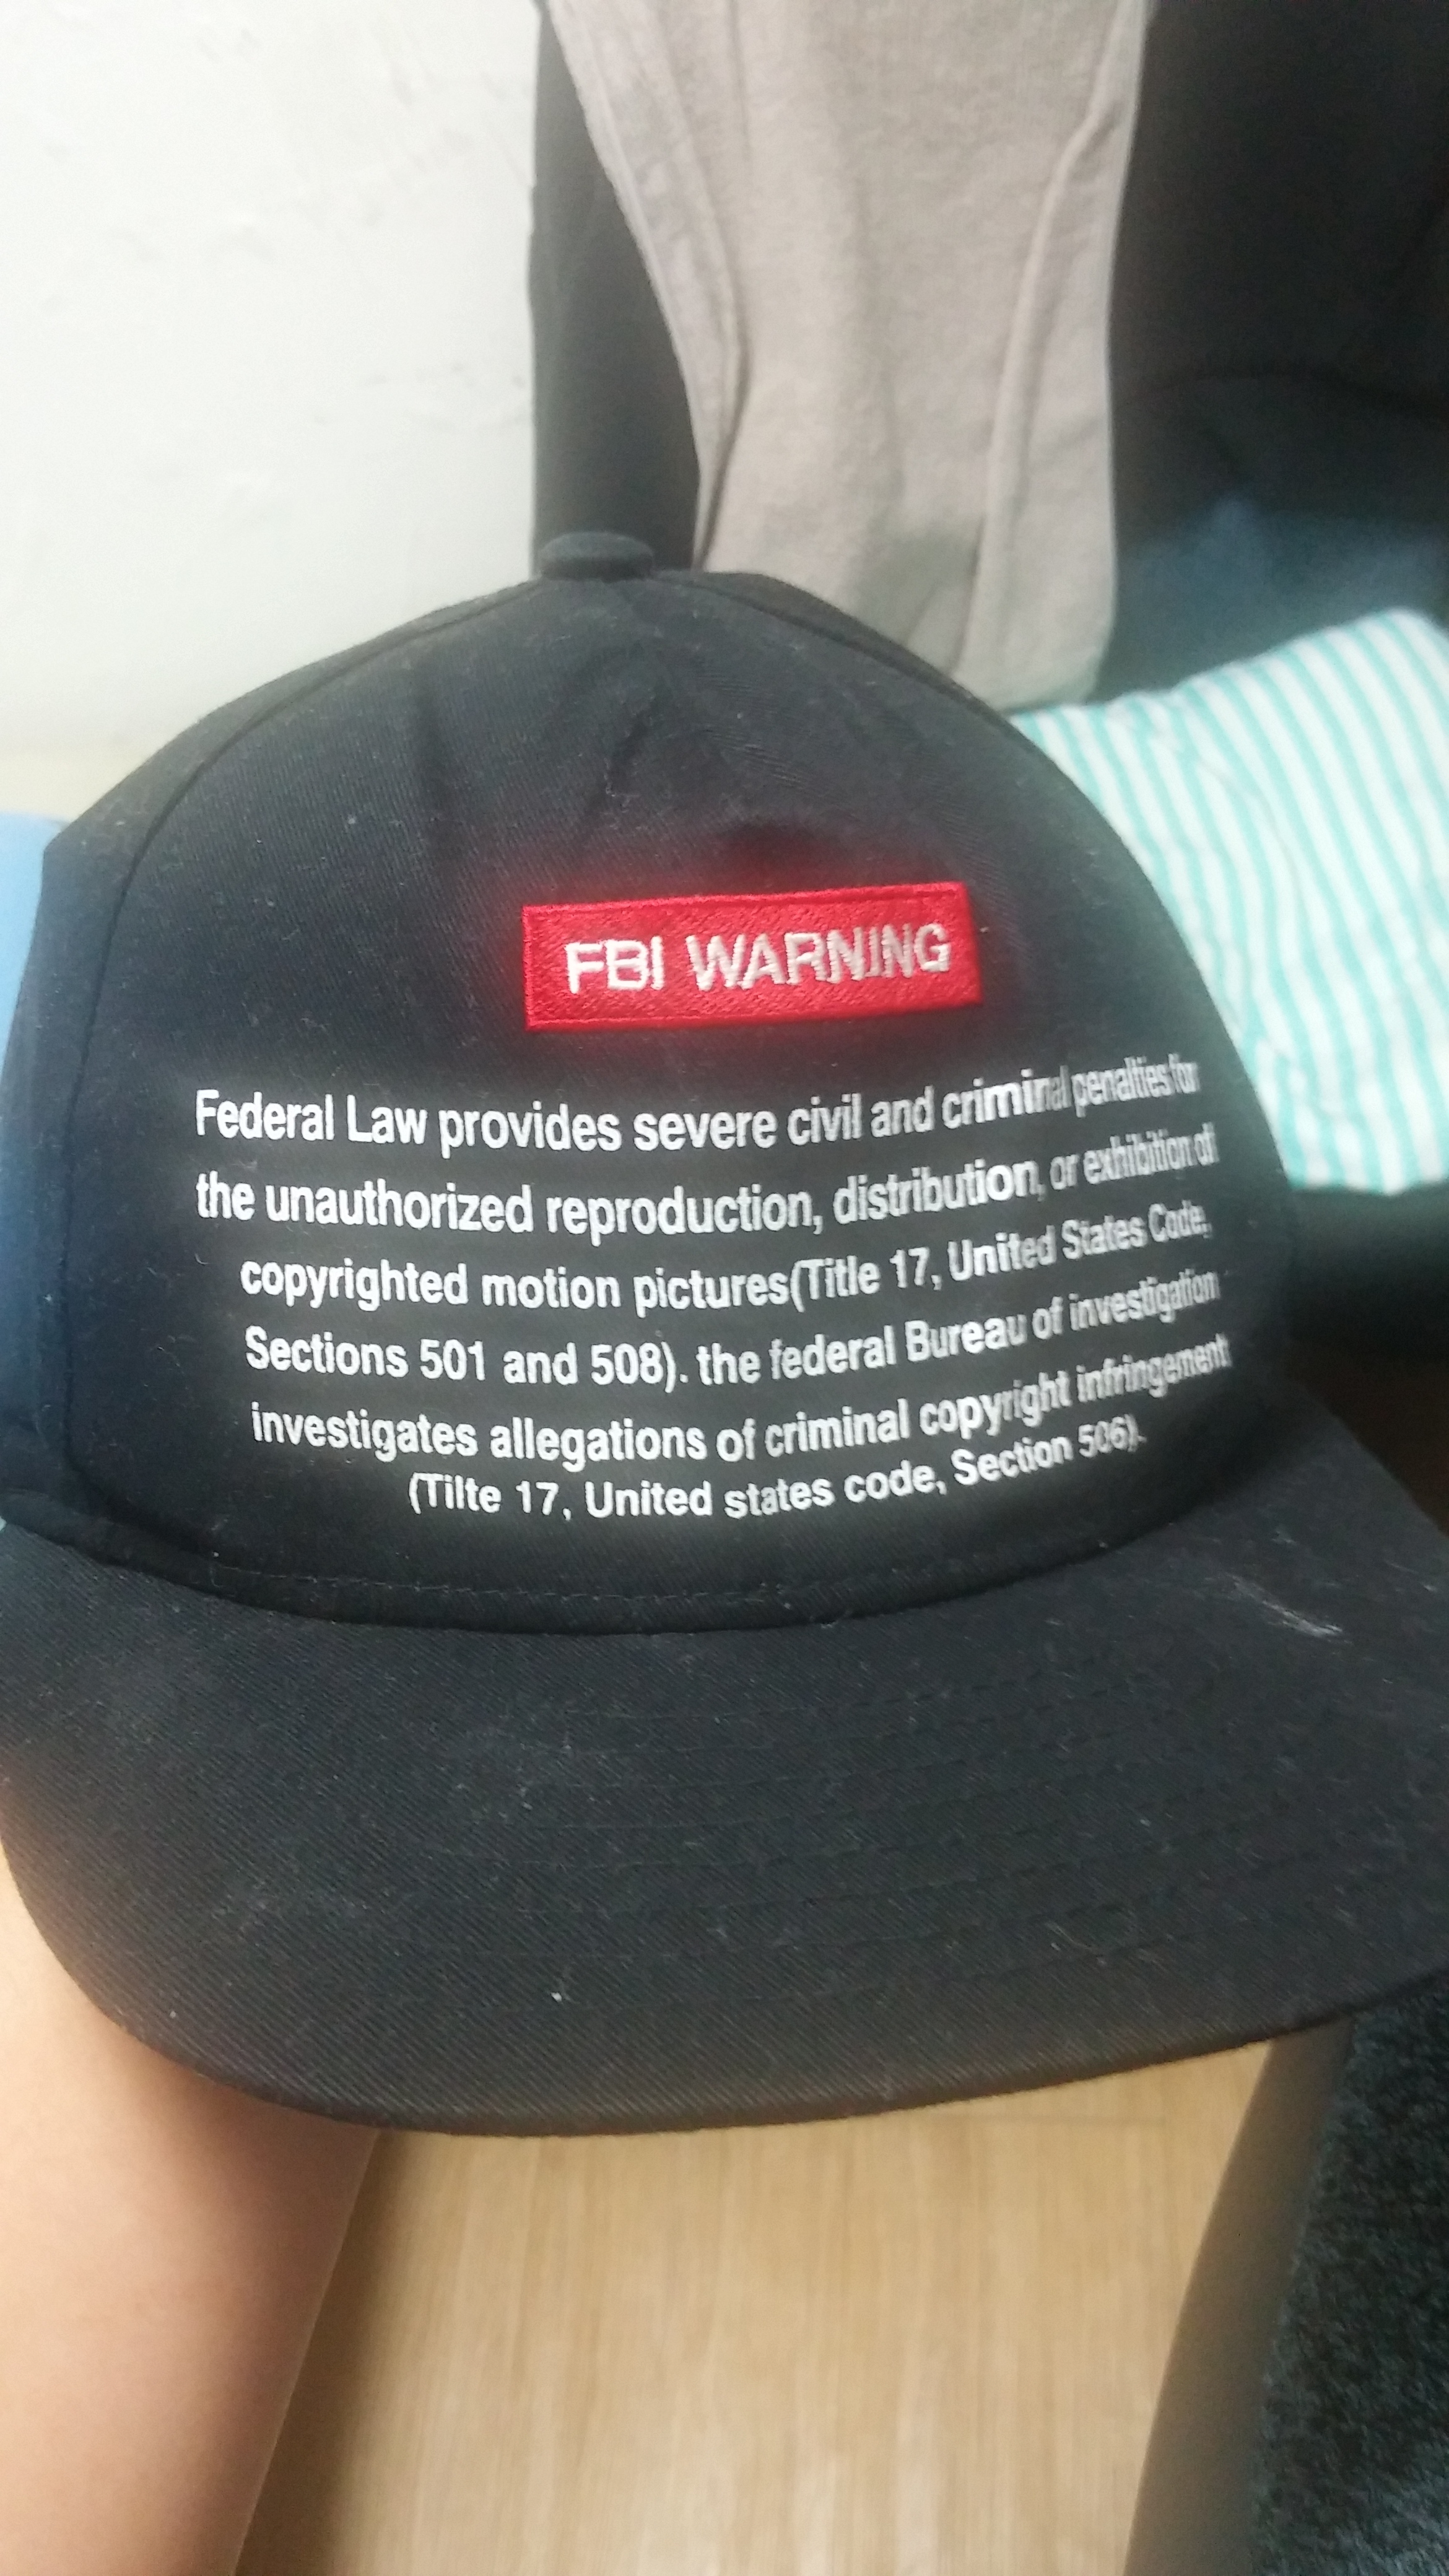 FBI WARNING
Federal Law provides severe civil and criminal penalties for
the unauthorized reproduction, distribution, or exhibition of
copyrighted motion pictures(Title 17, United States Code,
Sections 501 and 508). the federal Bureau of investigation
investigates allegations of criminal copyright infringement
(Tilte 17, United states code, Section 506).